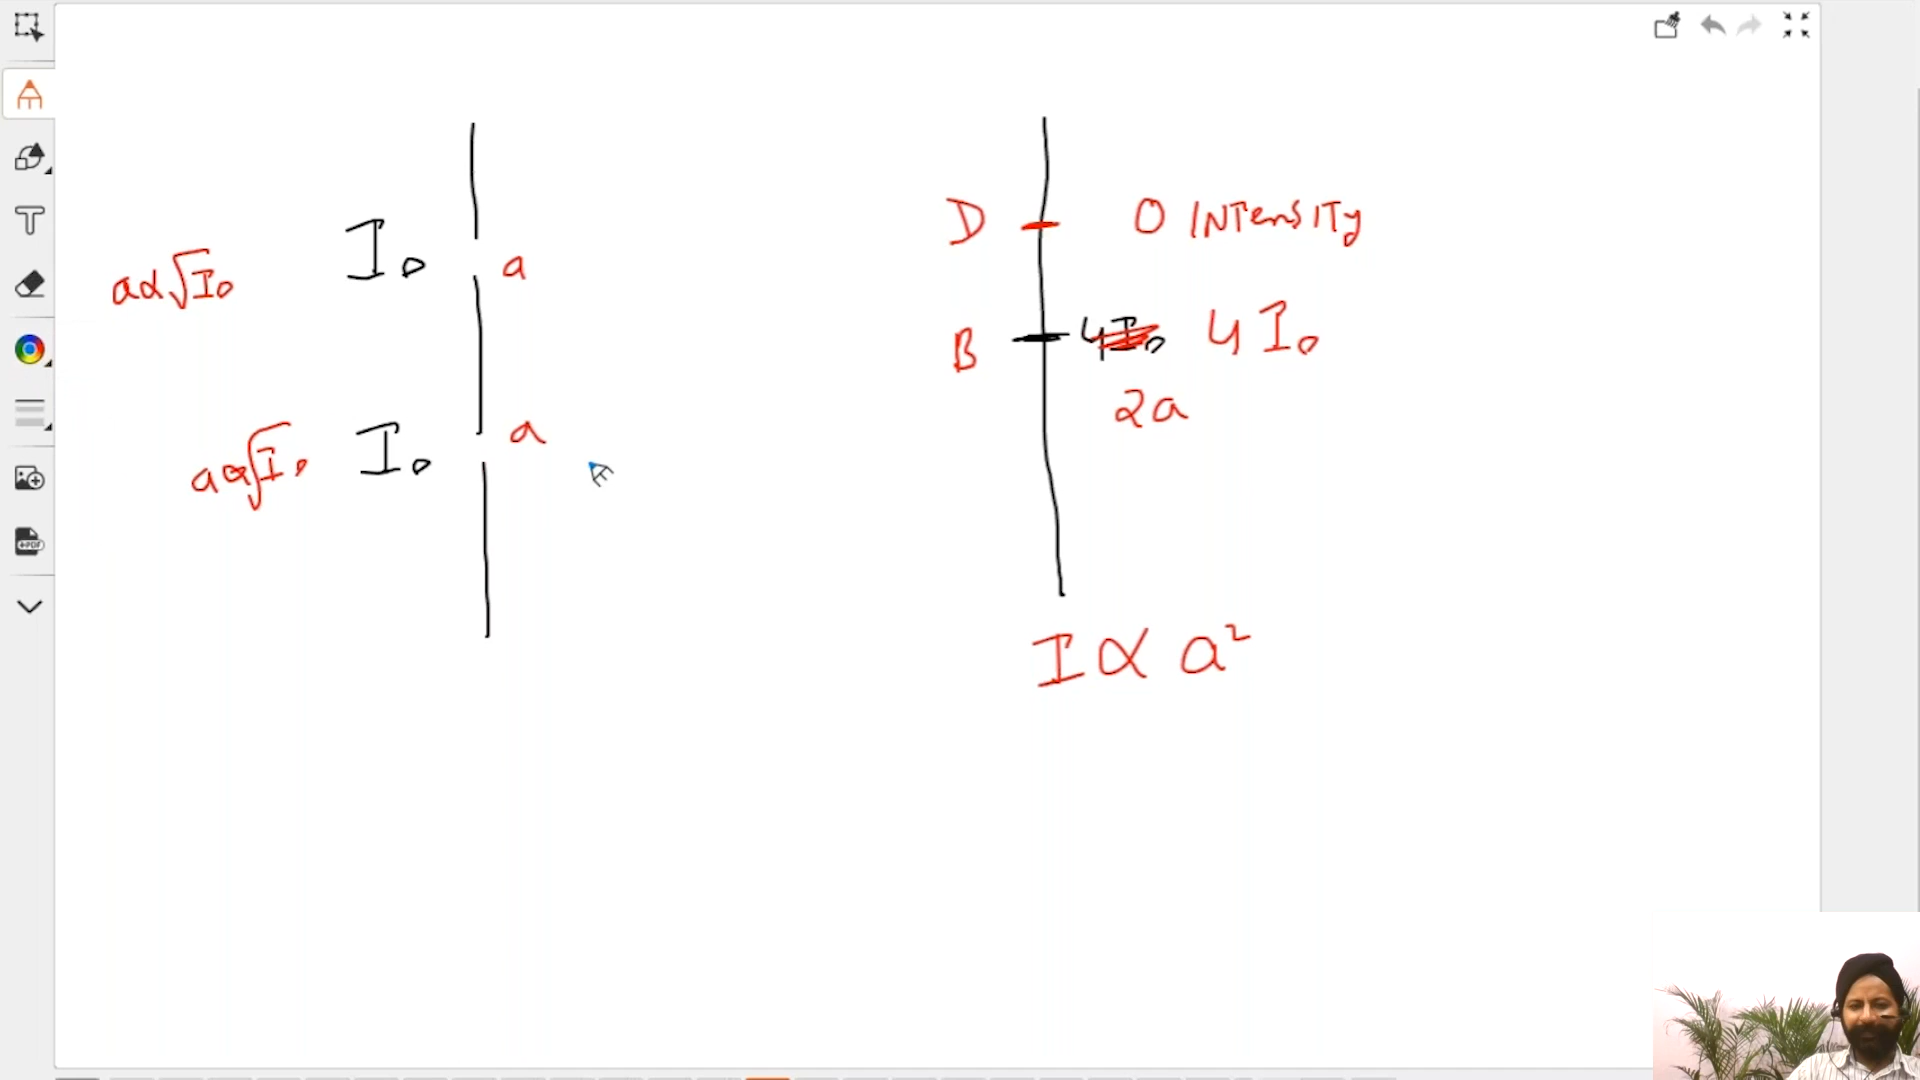 D 0 INTensITy
I₀ a
a∝√I₀
B 4I₀ 4I₀
2a
a∝√I₀ I₀ a
I ∝ a²